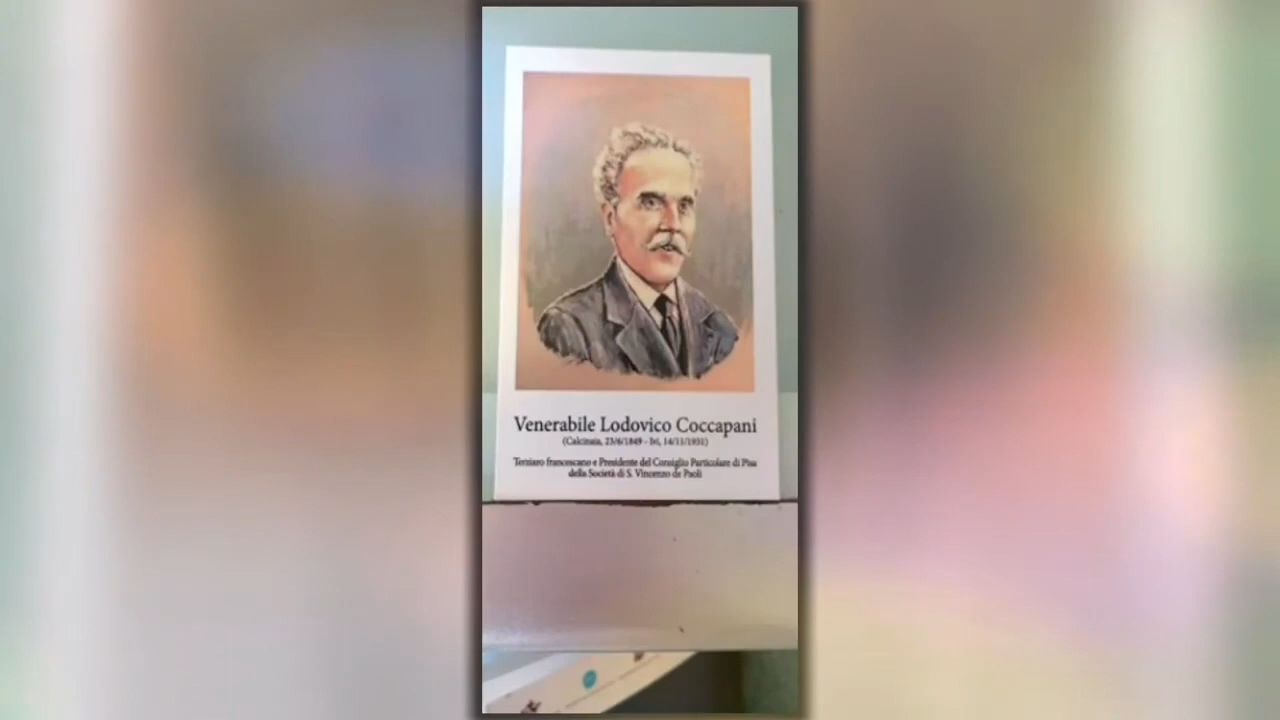 Venerabile Lodovico Coccapani
(Calcinaia, 23/6/1849 - Ivi, 14/11/1931)
Terziaro francescano e Presidente del Consiglio Particolare di Pisa
della Società di S. Vincenzo de Paoli